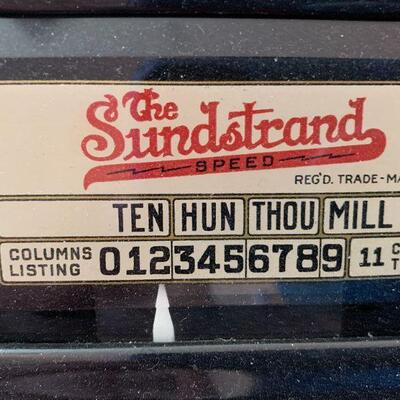 The
Sundstrand
SPEED
REG'D. TRADE-MA
TEN HUN THOU MILL
COLUMNS LISTING 0123456789 11 C
T